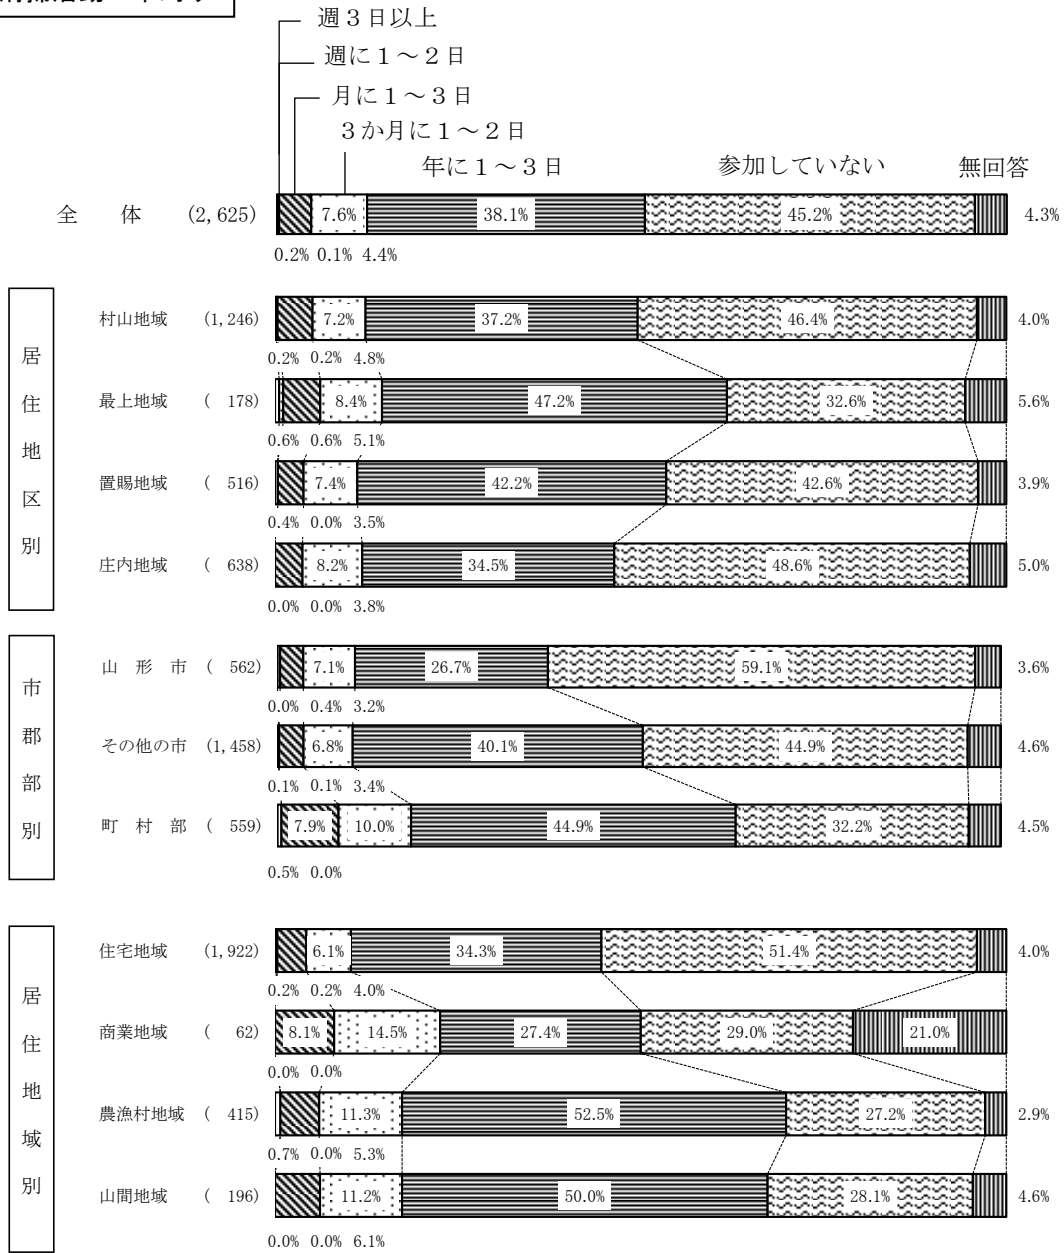 週３日以上
週に１～２日
月に１～３日
３か月に１～２日
年に１～３日 参加していない 無回答
全 体 (2,625) 7.6% 38.1% 45.2% 4.3%
0.2% 0.1% 4.4%
居住地区別
村山地域 (1,246) 7.2% 37.2% 46.4% 4.0%
0.2% 0.2% 4.8%
最上地域 ( 178) 8.4% 47.2% 32.6% 5.6%
0.6% 0.6% 5.1%
置賜地域 ( 516) 7.4% 42.2% 42.6% 3.9%
0.4% 0.0% 3.5%
庄内地域 ( 638) 8.2% 34.5% 48.6% 5.0%
0.0% 0.0% 3.8%
市郡部別
山 形 市 ( 562) 7.1% 26.7% 59.1% 3.6%
0.0% 0.4% 3.2%
その他の市 (1,458) 6.8% 40.1% 44.9% 4.6%
0.1% 0.1% 3.4%
町 村 部 ( 559) 7.9% 10.0% 44.9% 32.2% 4.5%
0.5% 0.0%
居住地域別
住宅地域 (1,922) 6.1% 34.3% 51.4% 4.0%
0.2% 0.2% 4.0%
商業地域 ( 62) 8.1% 14.5% 27.4% 29.0% 21.0%
0.0% 0.0%
農漁村地域 ( 415) 11.3% 52.5% 27.2% 2.9%
0.7% 0.0% 5.3%
山間地域 ( 196) 11.2% 50.0% 28.1% 4.6%
0.0% 0.0% 6.1%